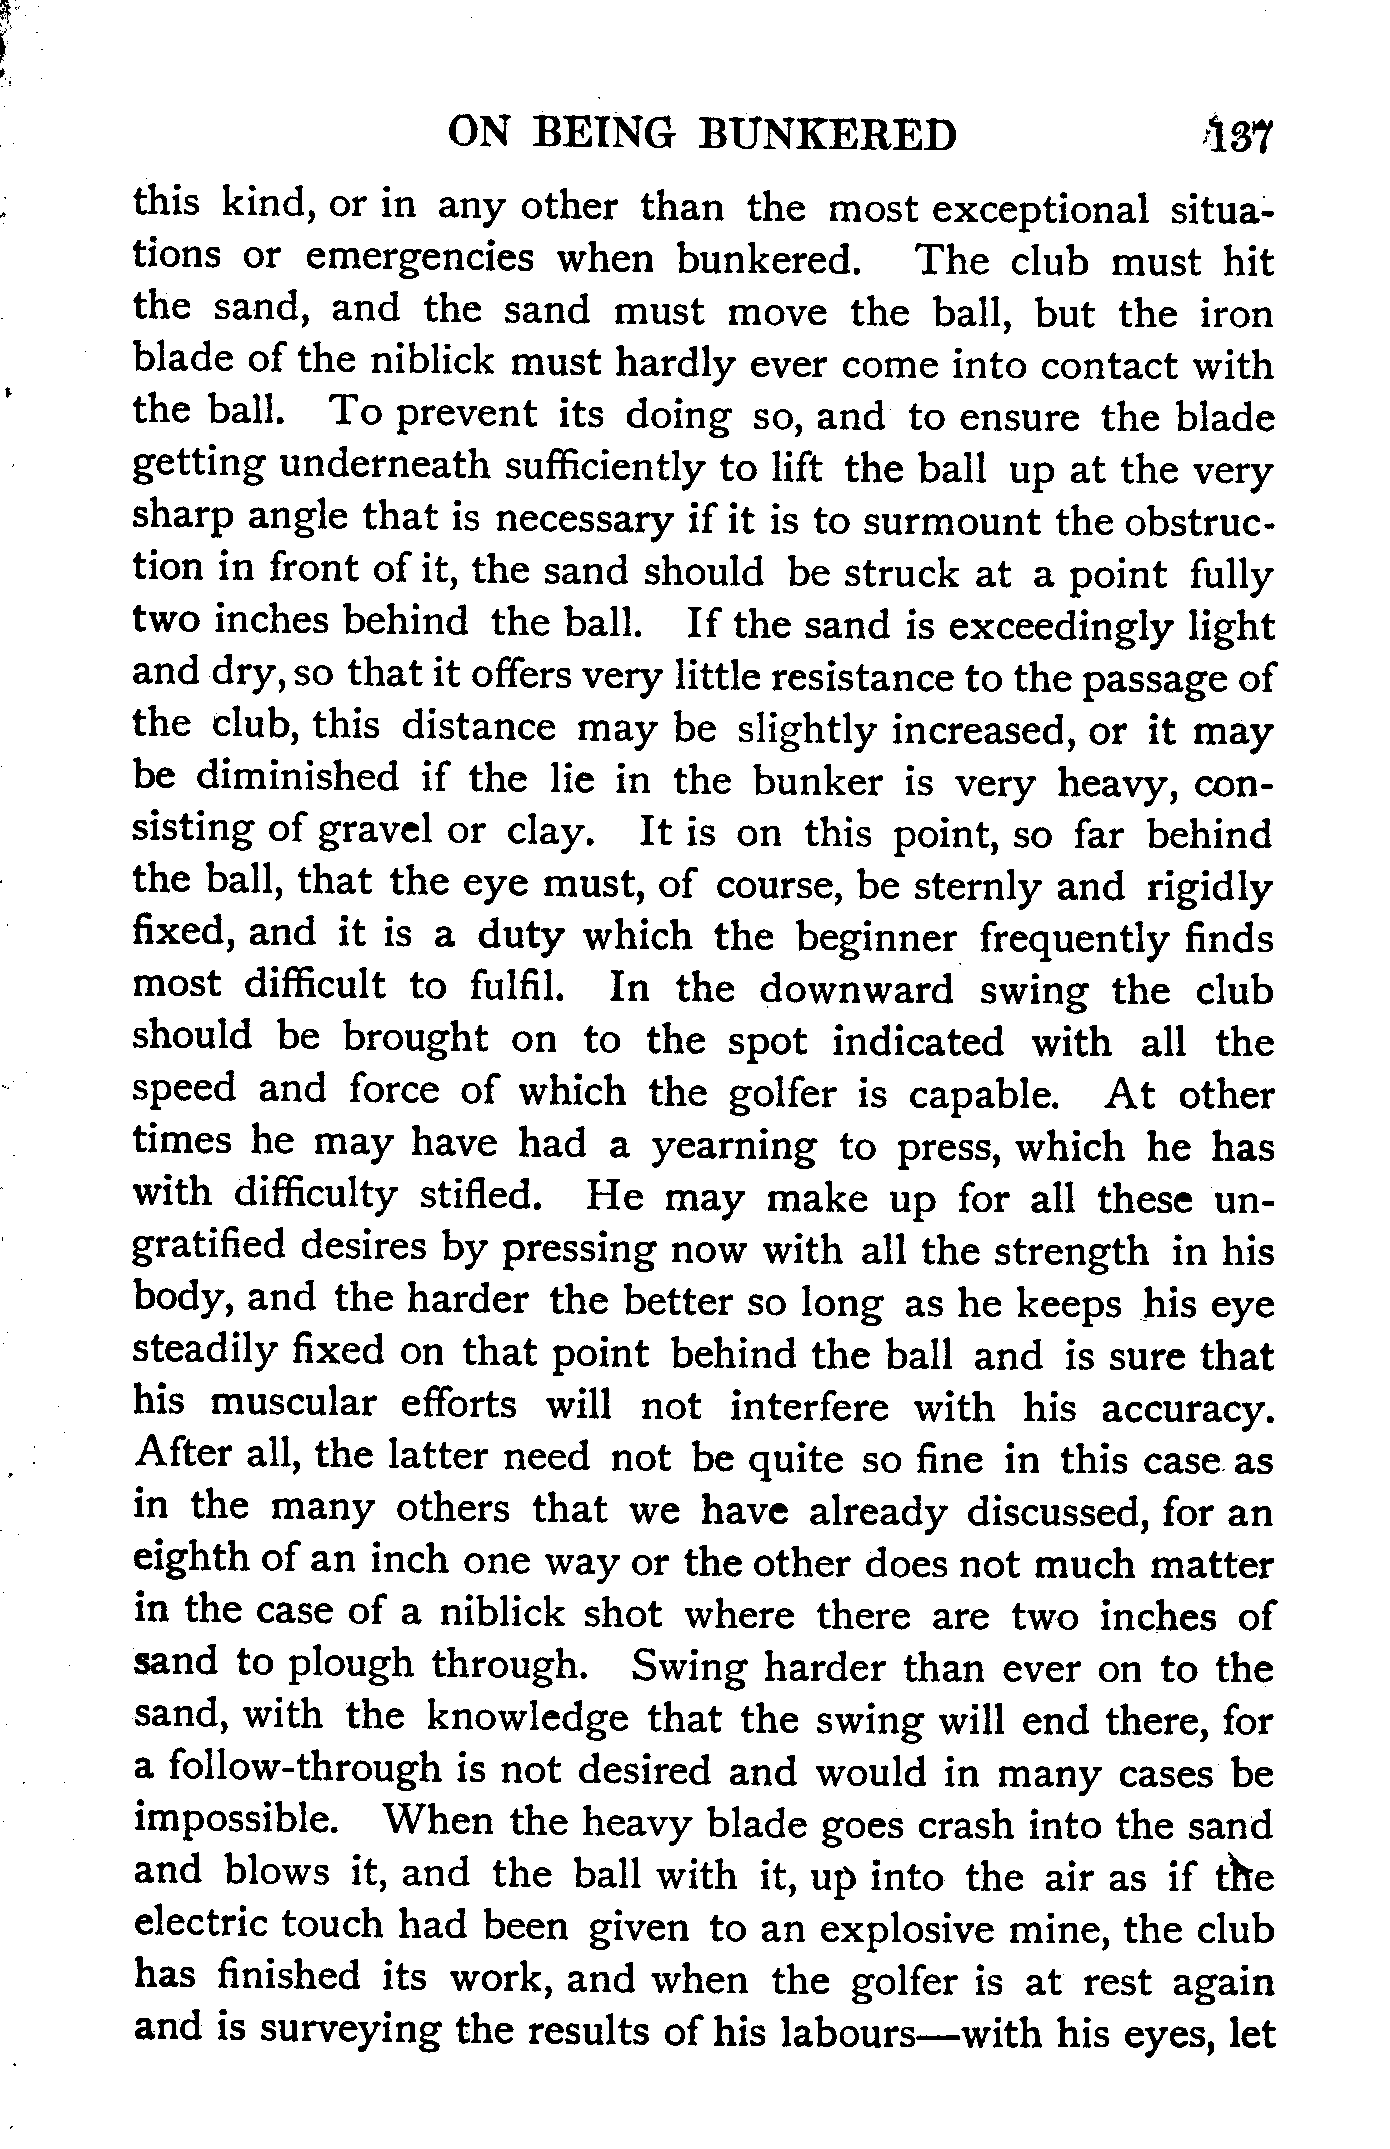 ON BEING BUNKERED 137
this kind, or in any other than the most exceptional situa-
tions or emergencies when bunkered. The club must hit
the sand, and the sand must move the ball, but the iron
blade of the niblick must hardly ever come into contact with
the ball. To prevent its doing so, and to ensure the blade
getting underneath sufficiently to lift the ball up at the very
sharp angle that is necessary if it is to surmount the obstruc-
tion in front of it, the sand should be struck at a point fully
two inches behind the ball. If the sand is exceedingly light
and dry, so that it offers very little resistance to the passage of
the club, this distance may be slightly increased, or it may
be diminished if the lie in the bunker is very heavy, con-
sisting of gravel or clay. It is on this point, so far behind
the ball, that the eye must, of course, be sternly and rigidly
fixed, and it is a duty which the beginner frequently finds
most difficult to fulfil. In the downward swing the club
should be brought on to the spot indicated with all the
speed and force of which the golfer is capable. At other
times he may have had a yearning to press, which he has
with difficulty stifled. He may make up for all these un-
gratified desires by pressing now with all the strength in his
body, and the harder the better so long as he keeps his eye
steadily fixed on that point behind the ball and is sure that
his muscular efforts will not interfere with his accuracy.
After all, the latter need not be quite so fine in this case as
in the many others that we have already discussed, for an
eighth of an inch one way or the other does not much matter
in the case of a niblick shot where there are two inches of
sand to plough through. Swing harder than ever on to the
sand, with the knowledge that the swing will end there, for
a follow-through is not desired and would in many cases be
impossible. When the heavy blade goes crash into the sand
and blows it, and the ball with it, up into the air as if the
electric touch had been given to an explosive mine, the club
has finished its work, and when the golfer is at rest again
and is surveying the results of his labours—with his eyes, let